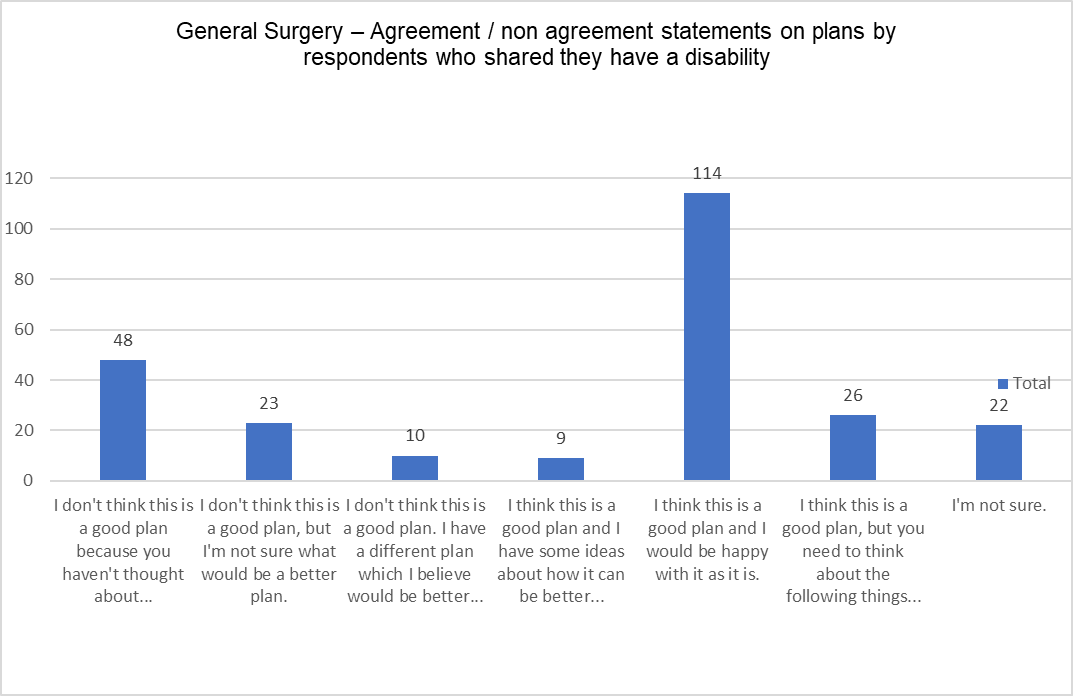 General Surgery – Agreement / non agreement statements on plans by
respondents who shared they have a disability
120
100
80
60
40
20
0
48
23
10
9
114
26
22
Total
I don't think this is
a good plan
because you
haven't thought
about...
I don't think this is
a good plan, but
I'm not sure what
would be a better
plan.
I don't think this is
a good plan. I have
a different plan
which I believe
would be better...
I think this is a
good plan and I
have some ideas
about how it can
be better...
I think this is a
good plan and I
would be happy
with it as it is.
I think this is a
good plan, but you
need to think
about the
following things...
I'm not sure.